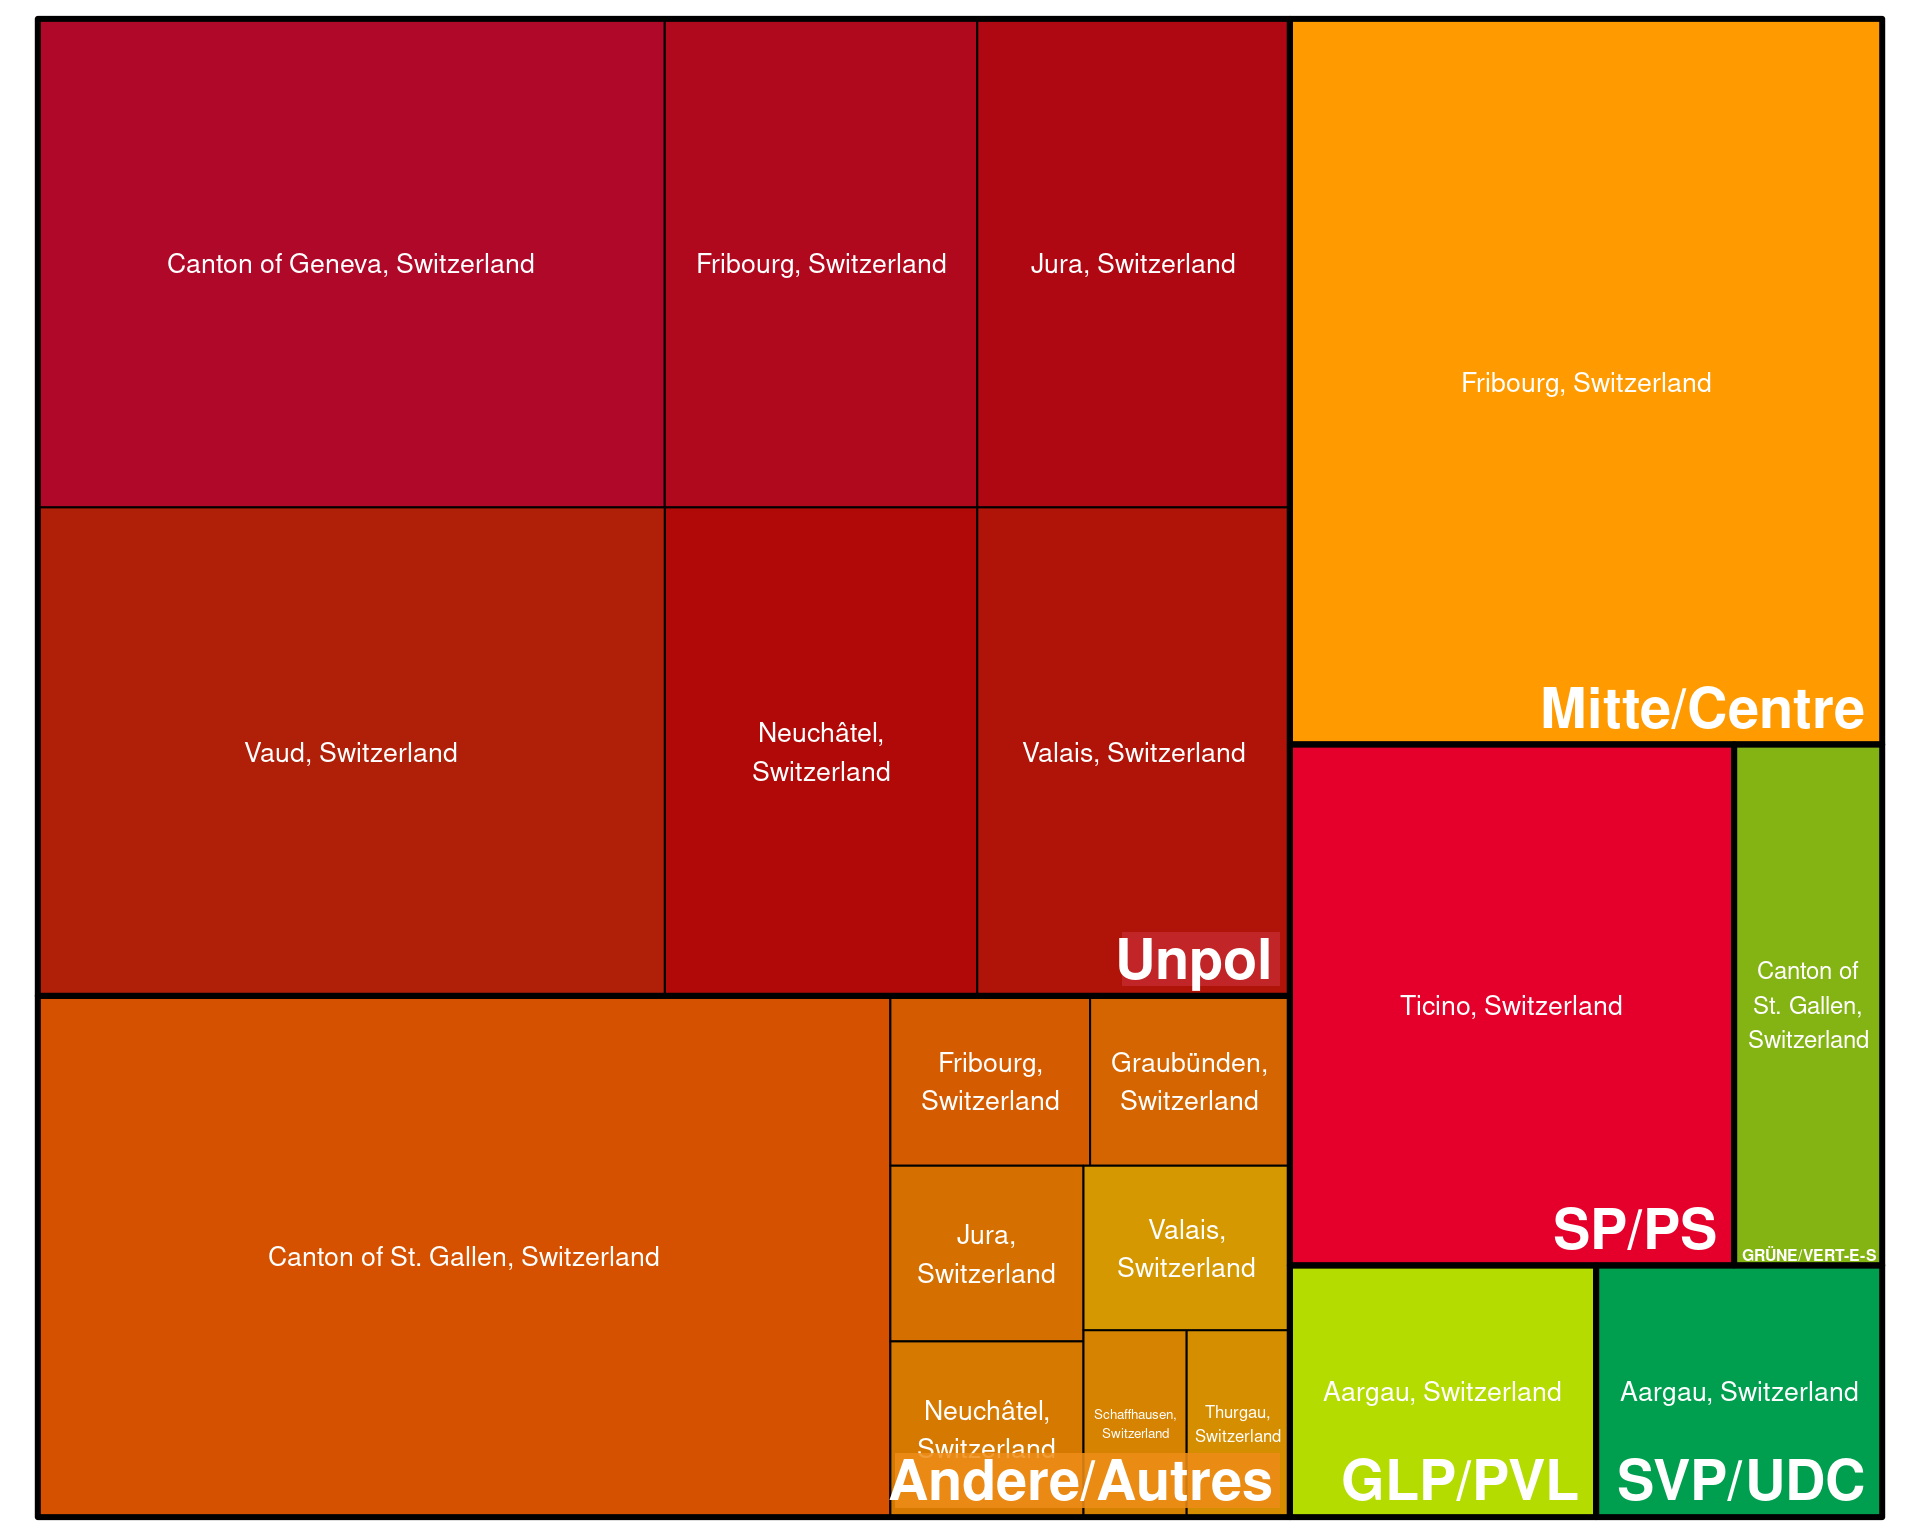 Canton of Geneva, Switzerland
Fribourg, Switzerland
Jura, Switzerland
Vaud, Switzerland
Neuchâtel,
Switzerland
Valais, Switzerland
Unpol
Canton of St. Gallen, Switzerland
Fribourg,
Switzerland
Graubünden,
Switzerland
Jura,
Switzerland
Valais,
Switzerland
Neuchâtel,
Switzerland
Schaffhausen,
Switzerland
Thurgau,
Switzerland
Andere/Autres
Fribourg, Switzerland
Mitte/Centre
Ticino, Switzerland
SP/PS
Canton of
St. Gallen,
Switzerland
GRÜNE/VERT-E-S
Aargau, Switzerland
GLP/PVL
Aargau, Switzerland
SVP/UDC